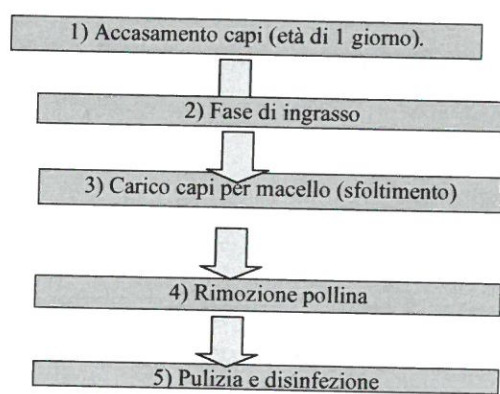 1) Accasamento capi (età di 1 giorno).
2) Fase di ingrasso
3) Carico capi per macello (sfoltimento)
4) Rimozione pollina
5) Pulizia e disinfezione